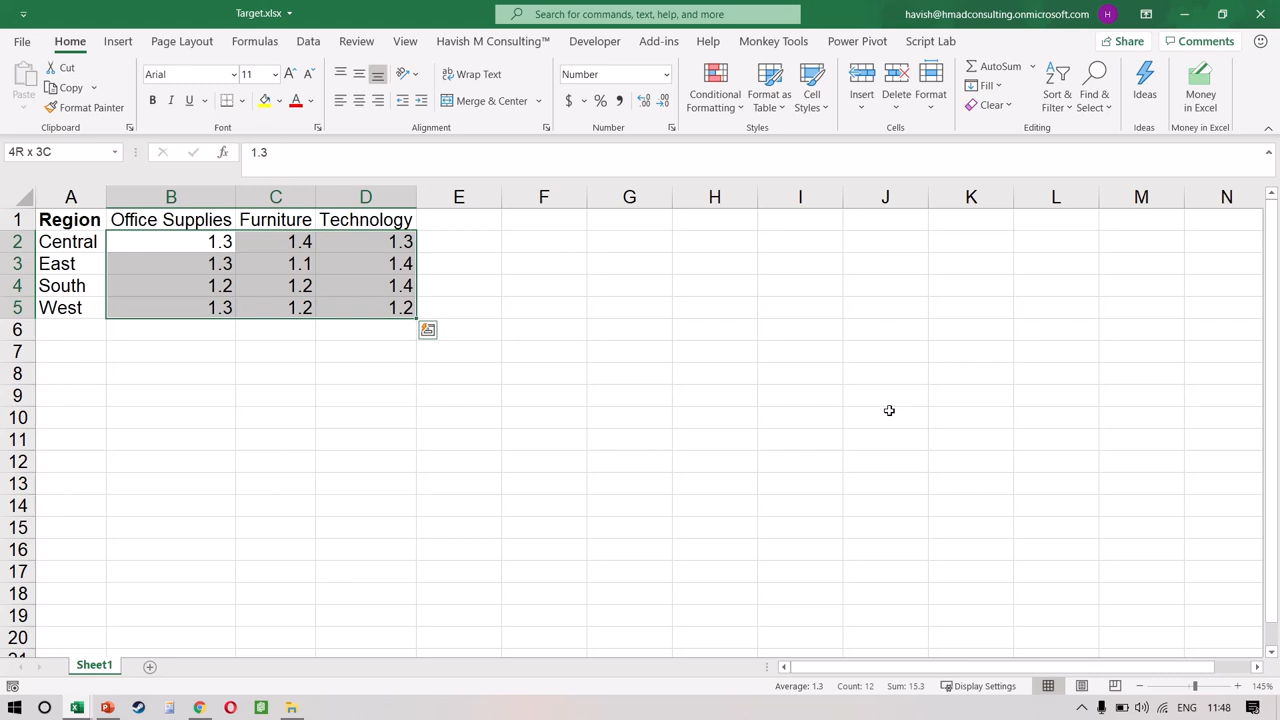 Target.xlsx
Search for commands, text, help, and more
havish@hmadconsulting.onmicrosoft.com
H
File Home Insert Page Layout Formulas Data Review View Havish M Consulting™ Developer Add-ins Help Monkey Tools Power Pivot Script Lab Share Comments
Paste
Cut
Copy
Format Painter
Clipboard
Arial 11
B I U
Font
Wrap Text
Merge & Center
Alignment
Number
$ % 9
Number
Conditional Formatting
Format as Table
Cell Styles
Styles
Insert
Delete
Format
Cells
AutoSum
Fill
Clear
Sort & Filter
Find & Select
Editing
Ideas
Ideas
Money in Excel
Money in Excel
4R x 3C fx 1.3
A B C D E F G H I J K L M N
1 Region Office Supplies Furniture Technology
2 Central 1.3 1.4 1.3
3 East 1.3 1.1 1.4
4 South 1.2 1.2 1.4
5 West 1.3 1.2 1.2
6
7
8
9
10
11
12
13
14
15
16
17
18
19
20
21
Sheet1
Average: 1.3 Count: 12 Sum: 15.3 Display Settings 145%
ENG 11:48